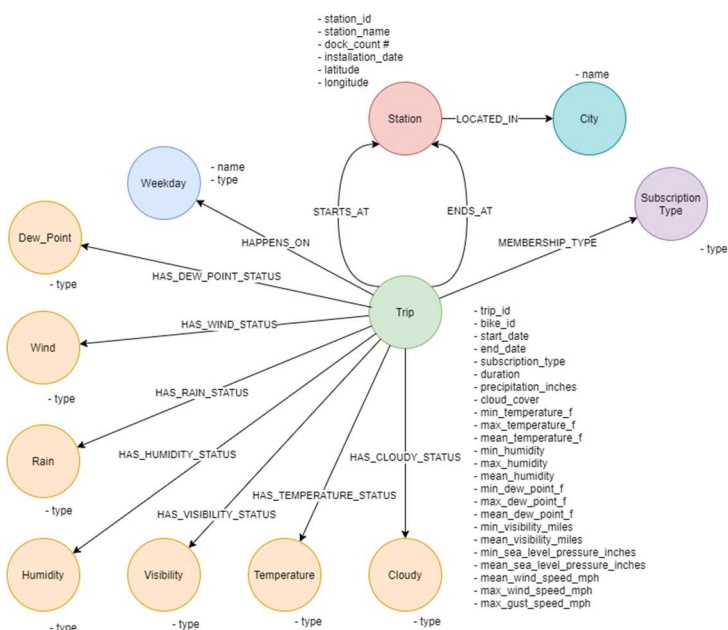 - station_id
- station_name
- dock_count #
- installation_date
- latitude
- longitude
Station
LOCATED_IN
- name
City
Weekday
- name
- type
STARTS_AT
ENDS_AT
Subscription
Type
- type
MEMBERSHIP_TYPE
HAPPENS_ON
Dew_Point
- type
HAS_DEW_POINT_STATUS
Trip
- trip_id
- bike_id
- start_date
- end_date
- subscription_type
- duration
- precipitation_inches
- cloud_cover
- min_temperature_f
- max_temperature_f
- mean_temperature_f
- min_humidity
- max_humidity
- mean_humidity
- min_dew_point_f
- max_dew_point_f
- mean_dew_point_f
- min_visibility_miles
- mean_visibility_miles
- min_sea_level_pressure_inches
- mean_sea_level_pressure_inches
- mean_wind_speed_mph
- max_wind_speed_mph
- max_gust_speed_mph
HAS_WIND_STATUS
Wind
- type
HAS_RAIN_STATUS
Rain
- type
HAS_HUMIDITY_STATUS
HAS_CLOUDY_STATUS
HAS_TEMPERATURE_STATUS
HAS_VISIBILITY_STATUS
Humidity
- type
Visibility
- type
Temperature
- type
Cloudy
- type